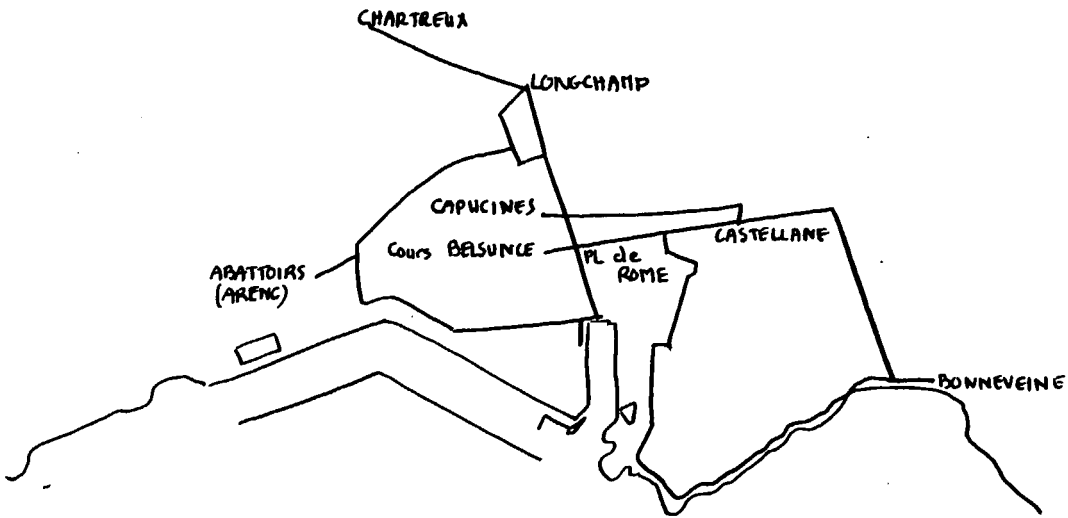 CHARTREUX
LONGCHAMP
CAPUCINES
Cours BELSUNCE
PL de
ROME
CASTELLANE
ABATTOIRS
(ARENC)
BONNEVEINE